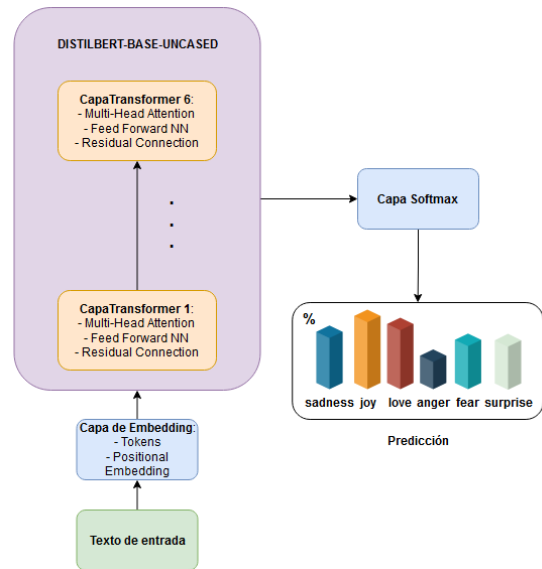 DISTILBERT-BASE-UNCASED
CapaTransformer 6:
- Multi-Head Attention
- Feed Forward NN
- Residual Connection
CapaTransformer 1:
- Multi-Head Attention
- Feed Forward NN
- Residual Connection
Capa de Embedding:
- Tokens
- Positional
Embedding
Texto de entrada
Capa Softmax
%
sadness joy love anger fear surprise
Predicción